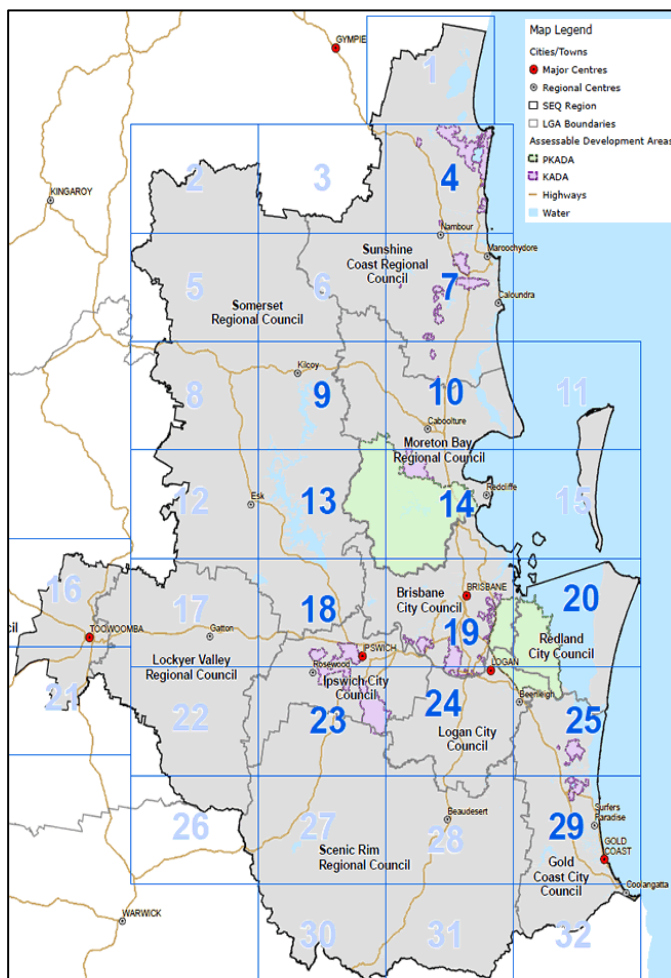 Map Legend
Cities/Towns
Major Centres
Regional Centres
SEQ Region
LGA Boundaries
Assessable Development Areas
PKADA
KADA
Highways
Water
GYMPIE
1
2
3
4
KINGAROY
Nambour
Maroochydore
Sunshine
Coast Regional
Council
5
6
7
Somerset
Regional Council
Caloundra
Kilcoy
8
9
10
11
Caboolture
Moreton Bay
Regional Council
Esk
12
13
14
15
Redcliffe
16
17
18
19
20
Brisbane
City Council
BRISBANE
TOOWOOMBA
Gatton
Lockyer Valley
Regional Council
Redland
City Council
IPSWICH
Rosewood
Ipswich City
Council
LOGAN
21
22
23
24
25
Beenleigh
Logan City
Council
26
27
28
29
Beaudesert
Surfers
Paradise
GOLD
COAST
Scenic Rim
Regional Council
Gold
Coast City
Council
Coolangatta
WARWICK
30
31
32